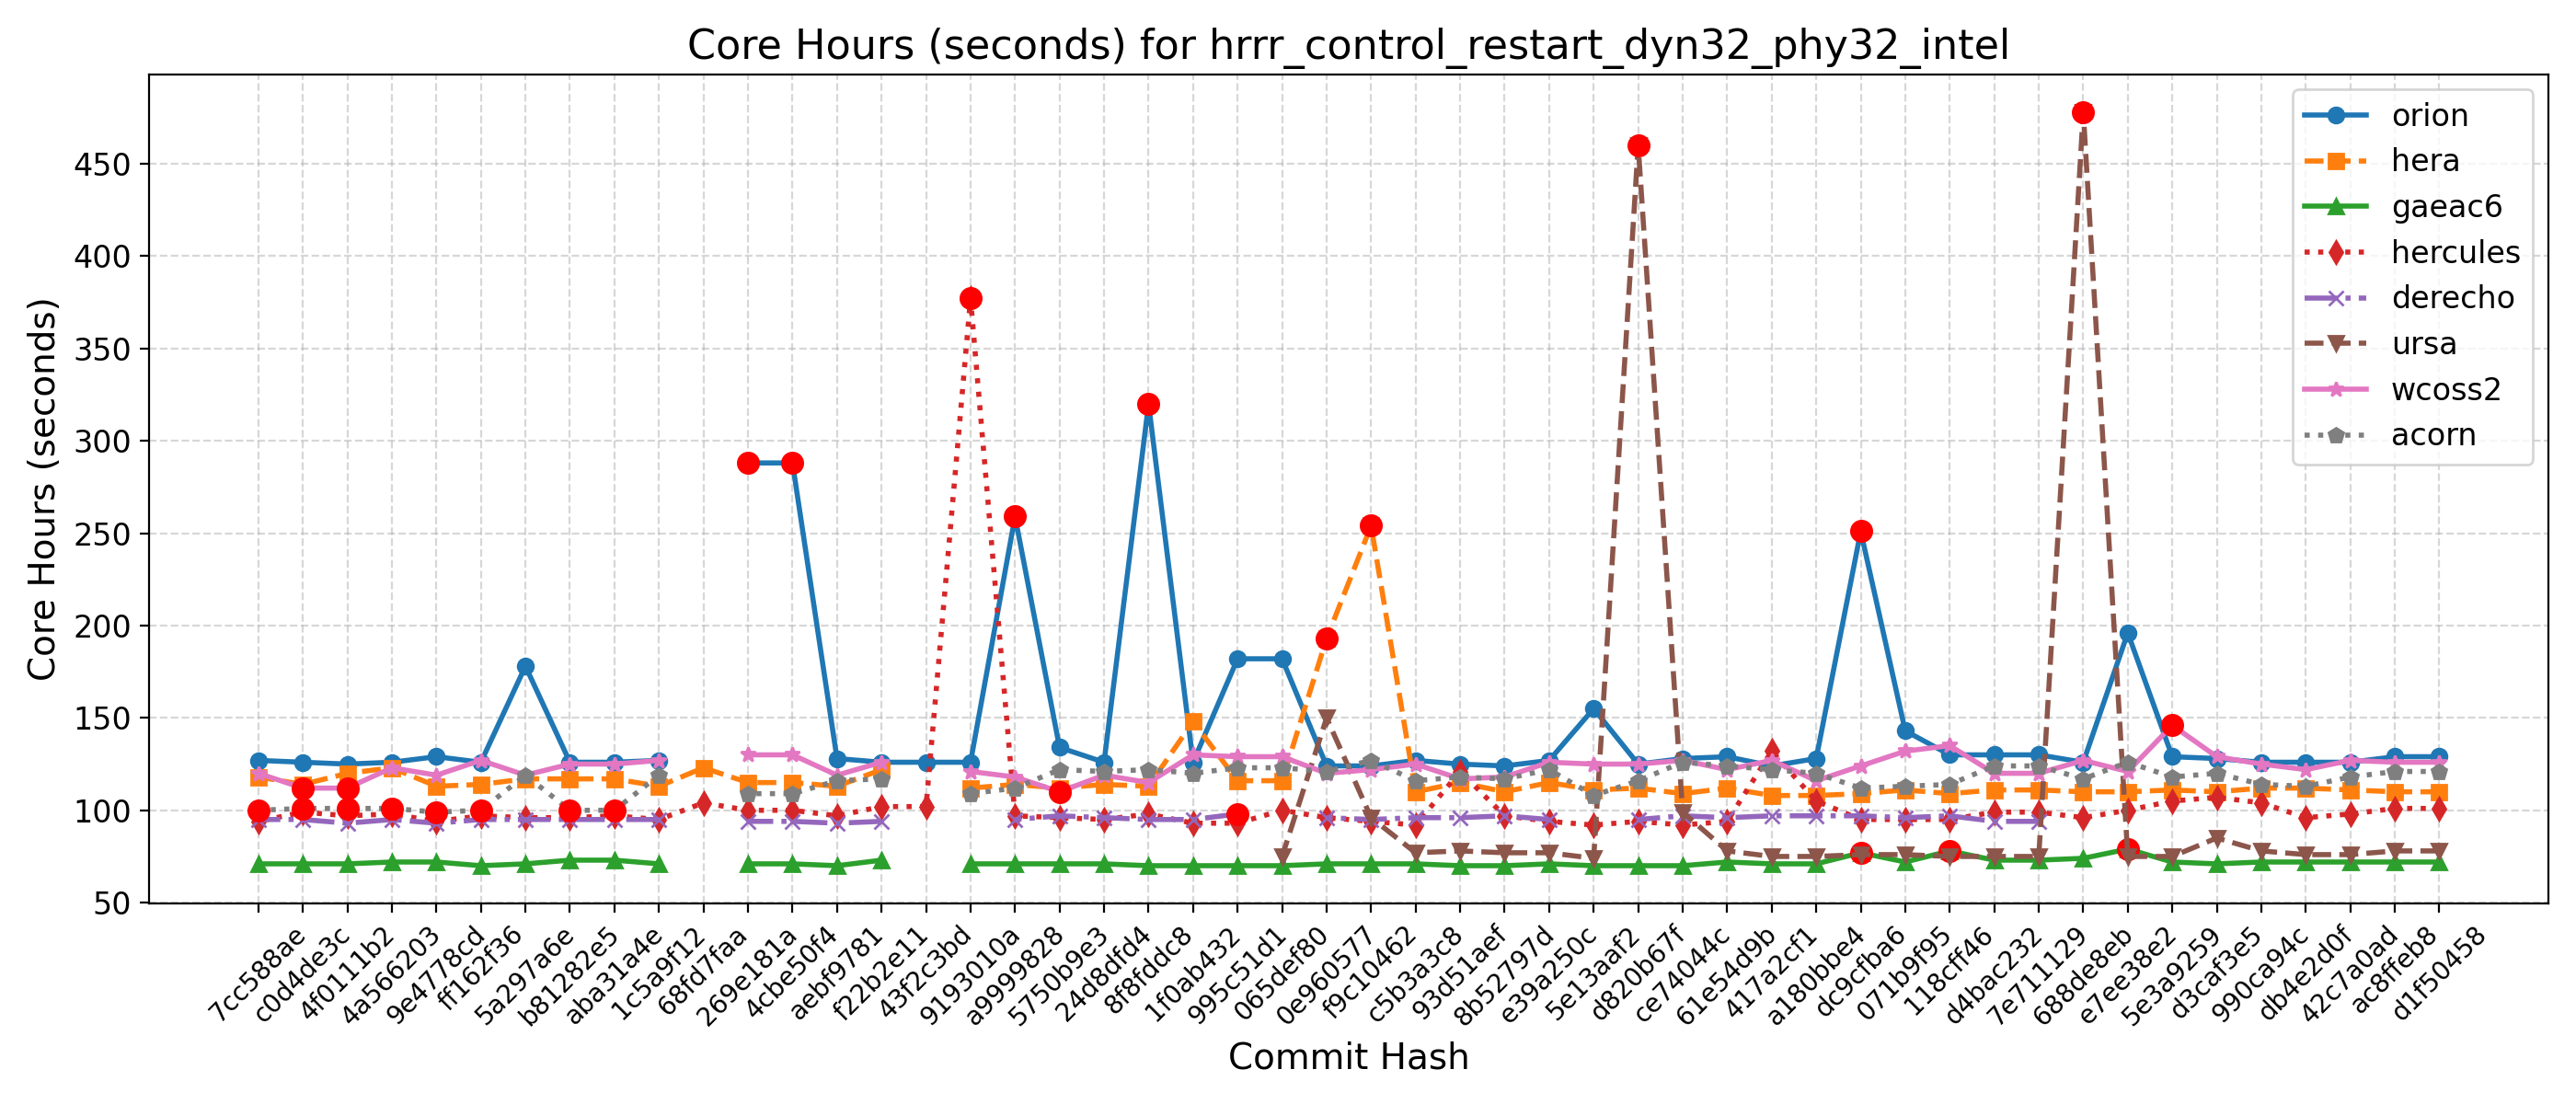 Core Hours (seconds) for hrrr_control_restart_dyn32_phy32_intel
Core Hours (seconds)
450
400
350
300
250
200
150
100
50
orion
hera
gaeac6
hercules
derecho
ursa
wcoss2
acorn
7cc588ae
c0d4de3c
4f0111b2
4a566203
9e4778cd
ff162f36
5a297a6e
b81282e5
aba31a4e
1c5a9f12
68fd7faa
269e181a
4cbe50f4
aebf9781
f22b2e11
43f2c3bd
9193010a
a9999828
5750b9e3
24d8dfd4
8f8fddc8
1f0ab432
995c51d1
065def80
0e960577
f9c10462
c5b3a3c8
93d51aef
8b52797d
e39a250c
5e13aaf2
d820b67f
ce74044c
61e54d9b
417a2cf1
a180bbe4
dc9cfba6
071b9f95
118cff46
d4bac232
7e711129
688de8eb
e7ee38e2
5e3a9259
d3caf3e5
990ca94c
db4e2d0f
42c7a0ad
ac8ffeb8
d1f50458
Commit Hash